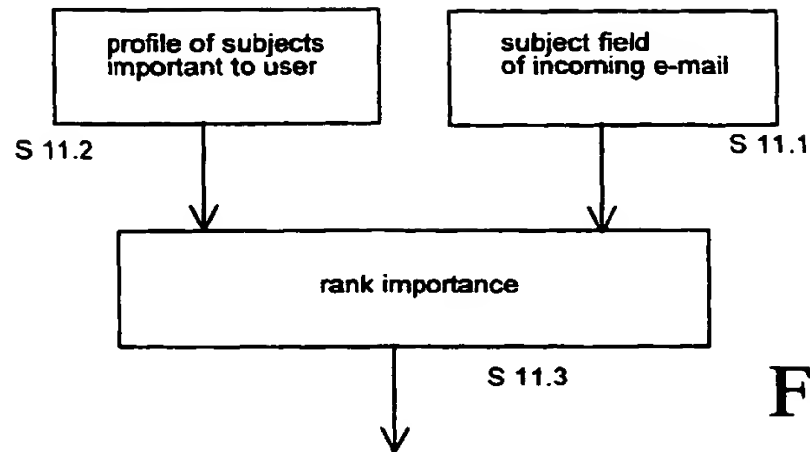 profile of subjects
important to user
subject field
of incoming e-mail
S 11.2
S 11.1
rank importance
S 11.3
F